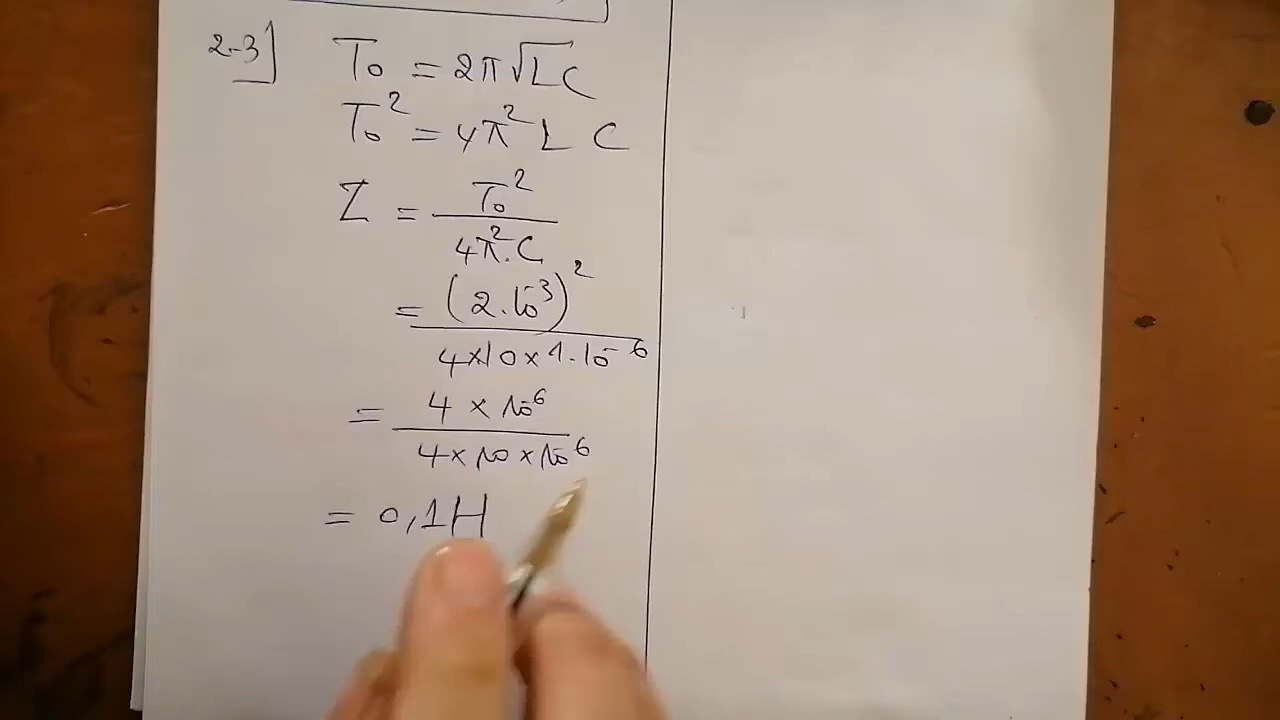 2-3]
T₀ = 2π√LC
T₀² = 4π² L C
L = T₀² / 4π².C
= (2.10⁻³)² / 4×10×1.10⁻⁶
= 4 × 10⁻⁶ / 4 × 10 × 10⁻⁶
= 0,1H